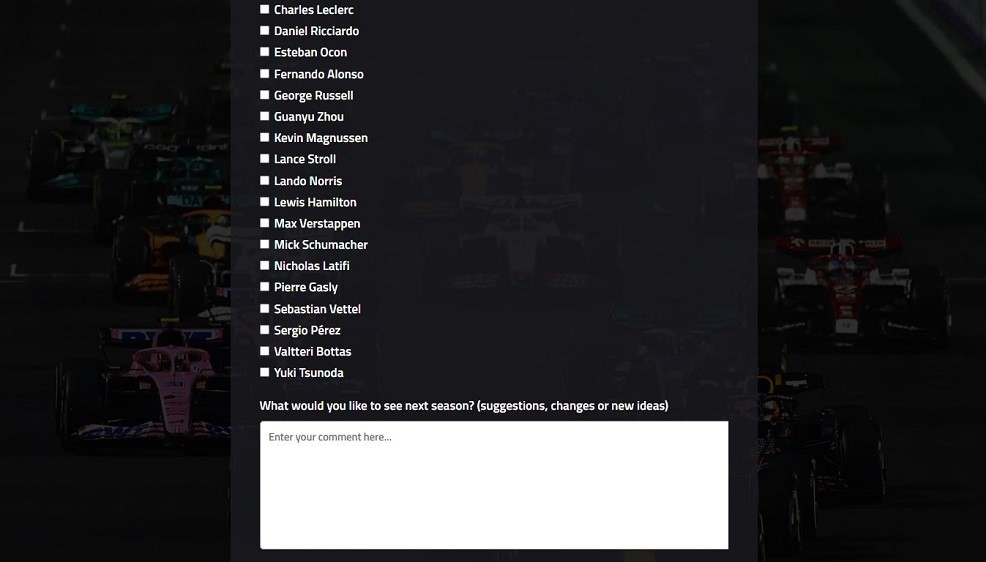 Charles Leclerc
Daniel Ricciardo
Esteban Ocon
Fernando Alonso
George Russell
Guanyu Zhou
Kevin Magnussen
Lance Stroll
Lando Norris
Lewis Hamilton
Max Verstappen
Mick Schumacher
Nicholas Latifi
Pierre Gasly
Sebastian Vettel
Sergio Pérez
Valtteri Bottas
Yuki Tsunoda
What would you like to see next season? (suggestions, changes or new ideas)
Enter your comment here...